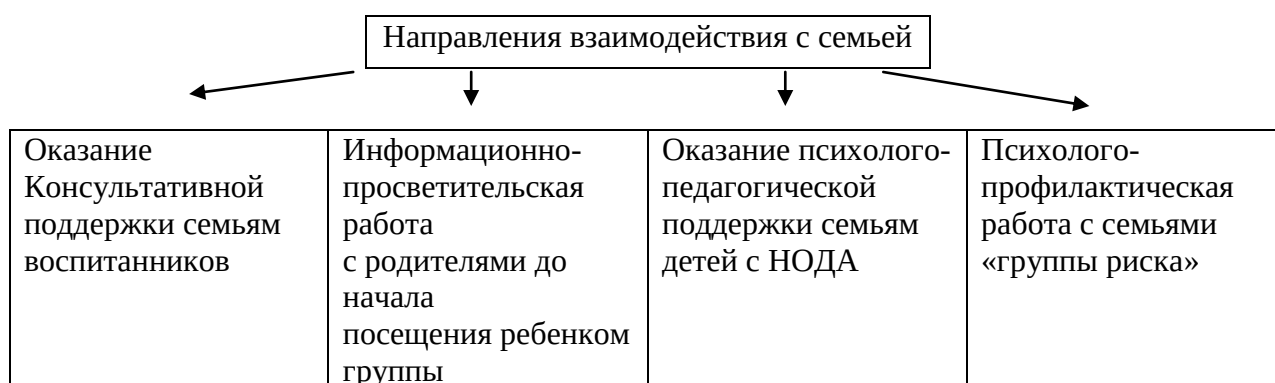 Направления взаимодействия с семьей
Оказание
Консультативной
поддержки семьям
воспитанников
Информационно-
просветительская
работа
с родителями до
начала
посещения ребенком
группы
Оказание психолого-
педагогической
поддержки семьям
детей с НОДА
Психолого-
профилактическая
работа с семьями
«группы риска»